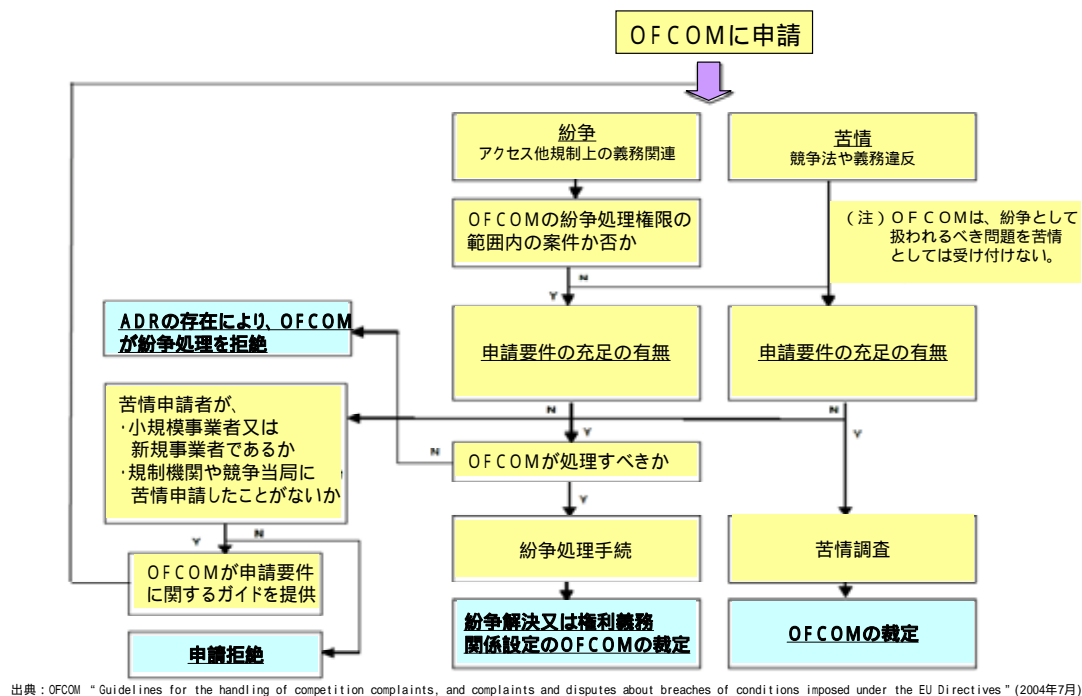 OFCOMに申請
紛争
アクセス他規制上の義務関連
苦情
競争法や義務違反
OFCOMの紛争処理権限の
範囲内の案件か否か
（注）ＯＦＣＯＭは、紛争として
扱われるべき問題を苦情
としては受け付けない。
N
Y
ADRの存在により、OFCOM
が紛争処理を拒絶
申請要件の充足の有無
申請要件の充足の有無
苦情申請者が、
・小規模事業者又は
新規事業者であるか
・規制機関や競争当局に
苦情申請したことがないか
N
N
Y
Y
N
OFCOMが処理すべきか
Y
紛争処理手続
苦情調査
Y
N
OFCOMが申請要件
に関するガイドを提供
紛争解決又は権利義務
関係設定のOFCOMの裁定
OFCOMの裁定
申請拒絶
出典：OFCOM “Guidelines for the handling of competition complaints, and complaints and disputes about breaches of conditions imposed under the EU Directives”(2004年7月)